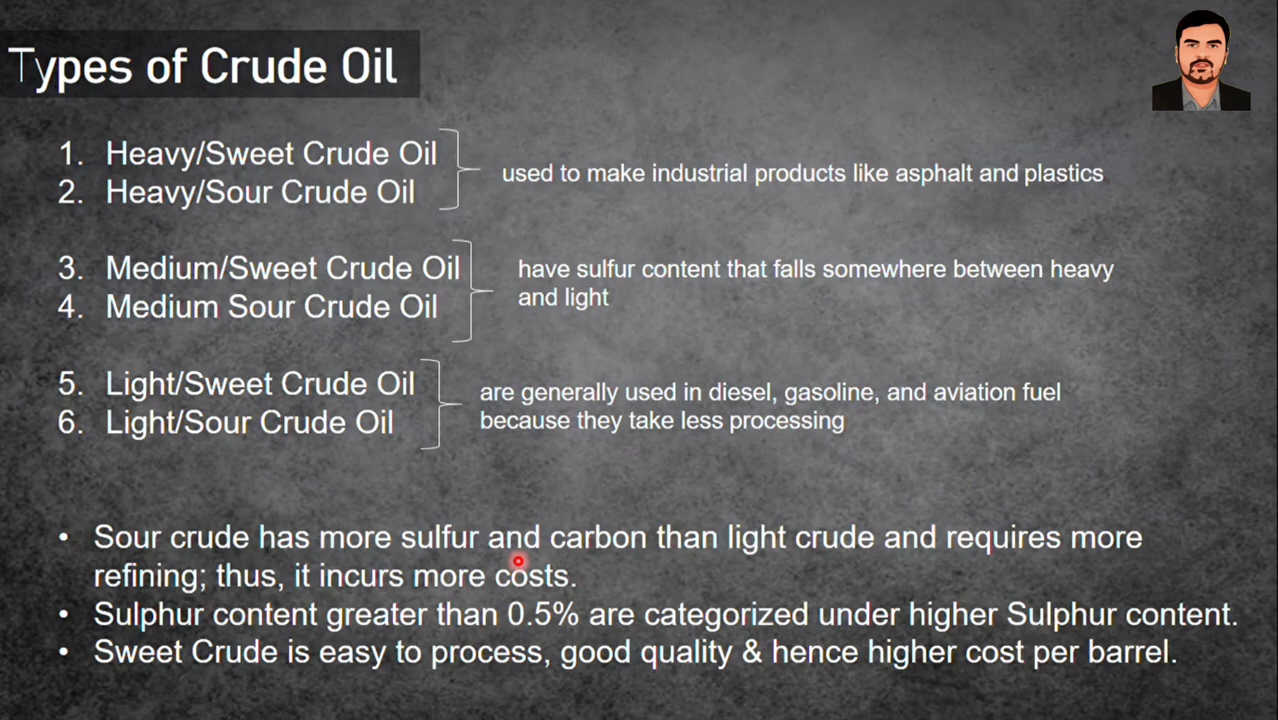 Types of Crude Oil
1. Heavy/Sweet Crude Oil
2. Heavy/Sour Crude Oil
used to make industrial products like asphalt and plastics
3. Medium/Sweet Crude Oil
4. Medium Sour Crude Oil
have sulfur content that falls somewhere between heavy
and light
5. Light/Sweet Crude Oil
6. Light/Sour Crude Oil
are generally used in diesel, gasoline, and aviation fuel
because they take less processing
• Sour crude has more sulfur and carbon than light crude and requires more
refining; thus, it incurs more costs.
• Sulphur content greater than 0.5% are categorized under higher Sulphur content.
• Sweet Crude is easy to process, good quality & hence higher cost per barrel.